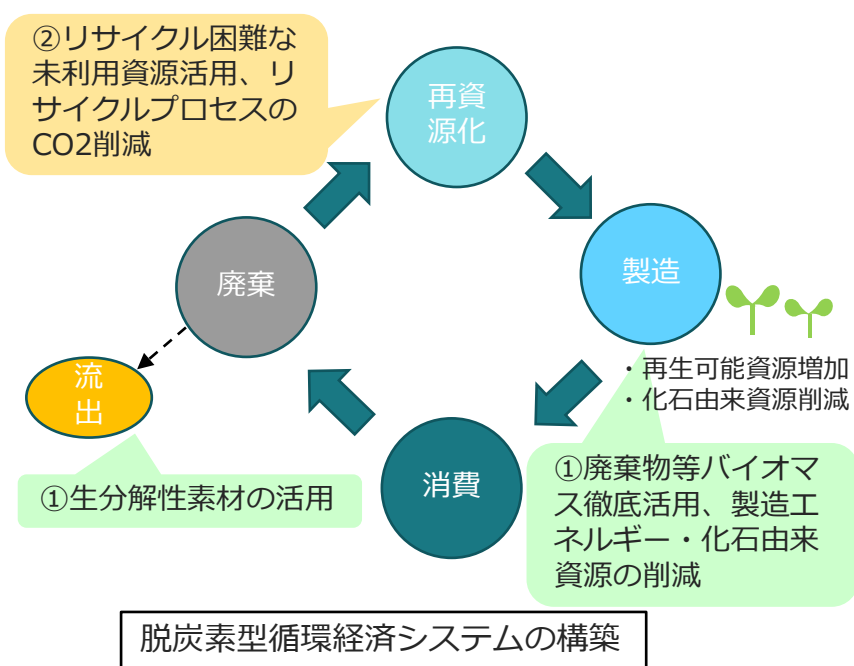 ②リサイクル困難な
未利用資源活用、リ
サイクルプロセスの
CO2削減
再資
源化
製造
・再生可能資源増加
・化石由来資源削減
廃棄
流
出
①生分解性素材の活用
消費
①廃棄物等バイオマ
ス徹底活用、製造エ
ネルギー・化石由来
資源の削減
脱炭素型循環経済システムの構築